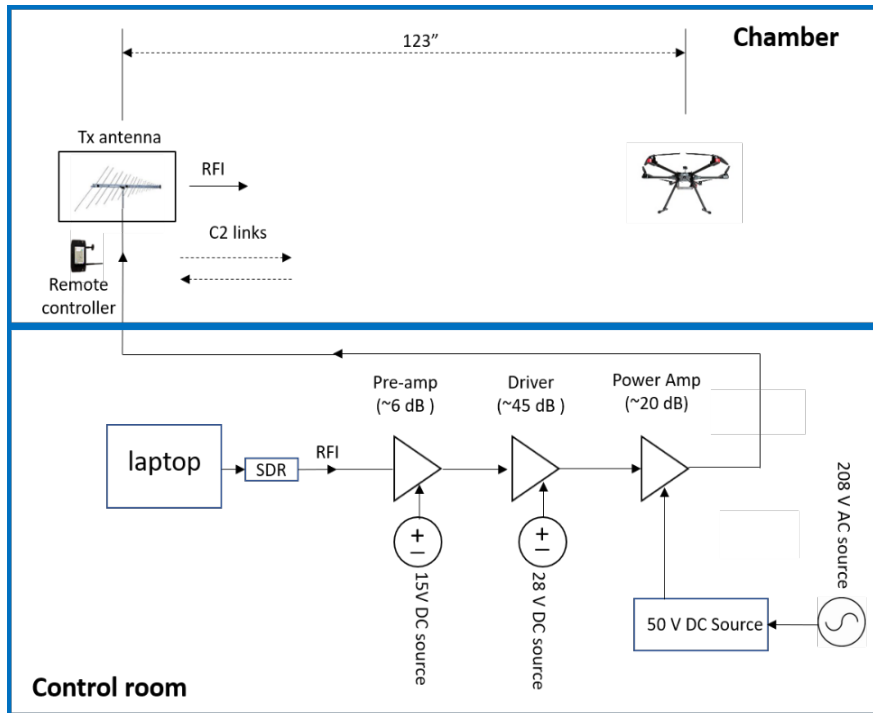 Chamber
123”
Tx antenna
RFI
C2 links
Remote
controller
Pre-amp
(~6 dB )
Driver
(~45 dB )
Power Amp
(~20 dB)
laptop
SDR
RFI
15V DC source
28 V DC source
50 V DC Source
208 V AC source
Control room